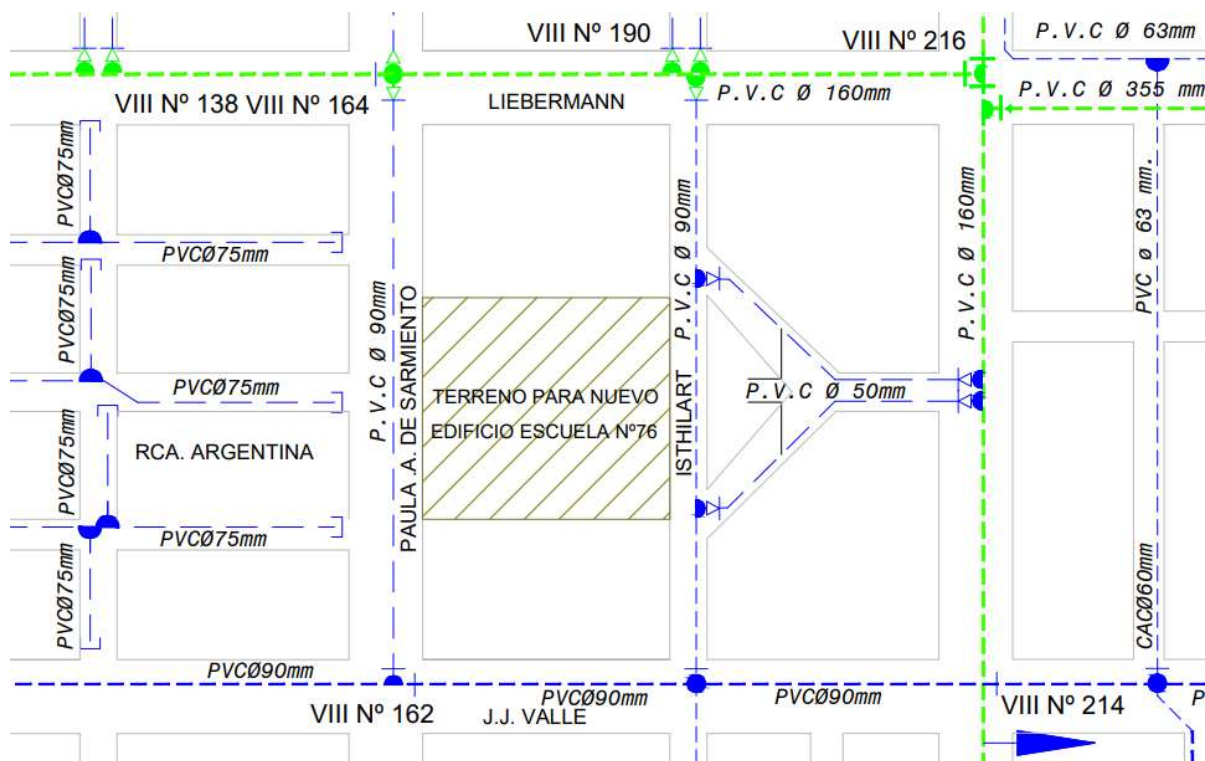 VIII Nº 190
VIII Nº 216
P.V.C Ø 63mm
VIII Nº 138
VIII Nº 164
LIEBERMANN
P.V.C Ø 160mm
P.V.C Ø 355 mm
PVCØ75mm
PVCØ75mm
PVCØ75mm
PVCØ75mm
RCA. ARGENTINA
PVCØ75mm
PVCØ75mm
PVCØ75mm
P.V.C Ø 90mm
PAULA .A. DE SARMIENTO
TERRENO PARA NUEVO
EDIFICIO ESCUELA Nº76
ISTHILART
P.V.C Ø 90mm
P.V.C Ø 50mm
P.V.C Ø 160mm
PVC ø 63 mm.
CACØ60mm
PVCØ90mm
VIII Nº 162
PVCØ90mm
J.J. VALLE
PVCØ90mm
VIII Nº 214
P